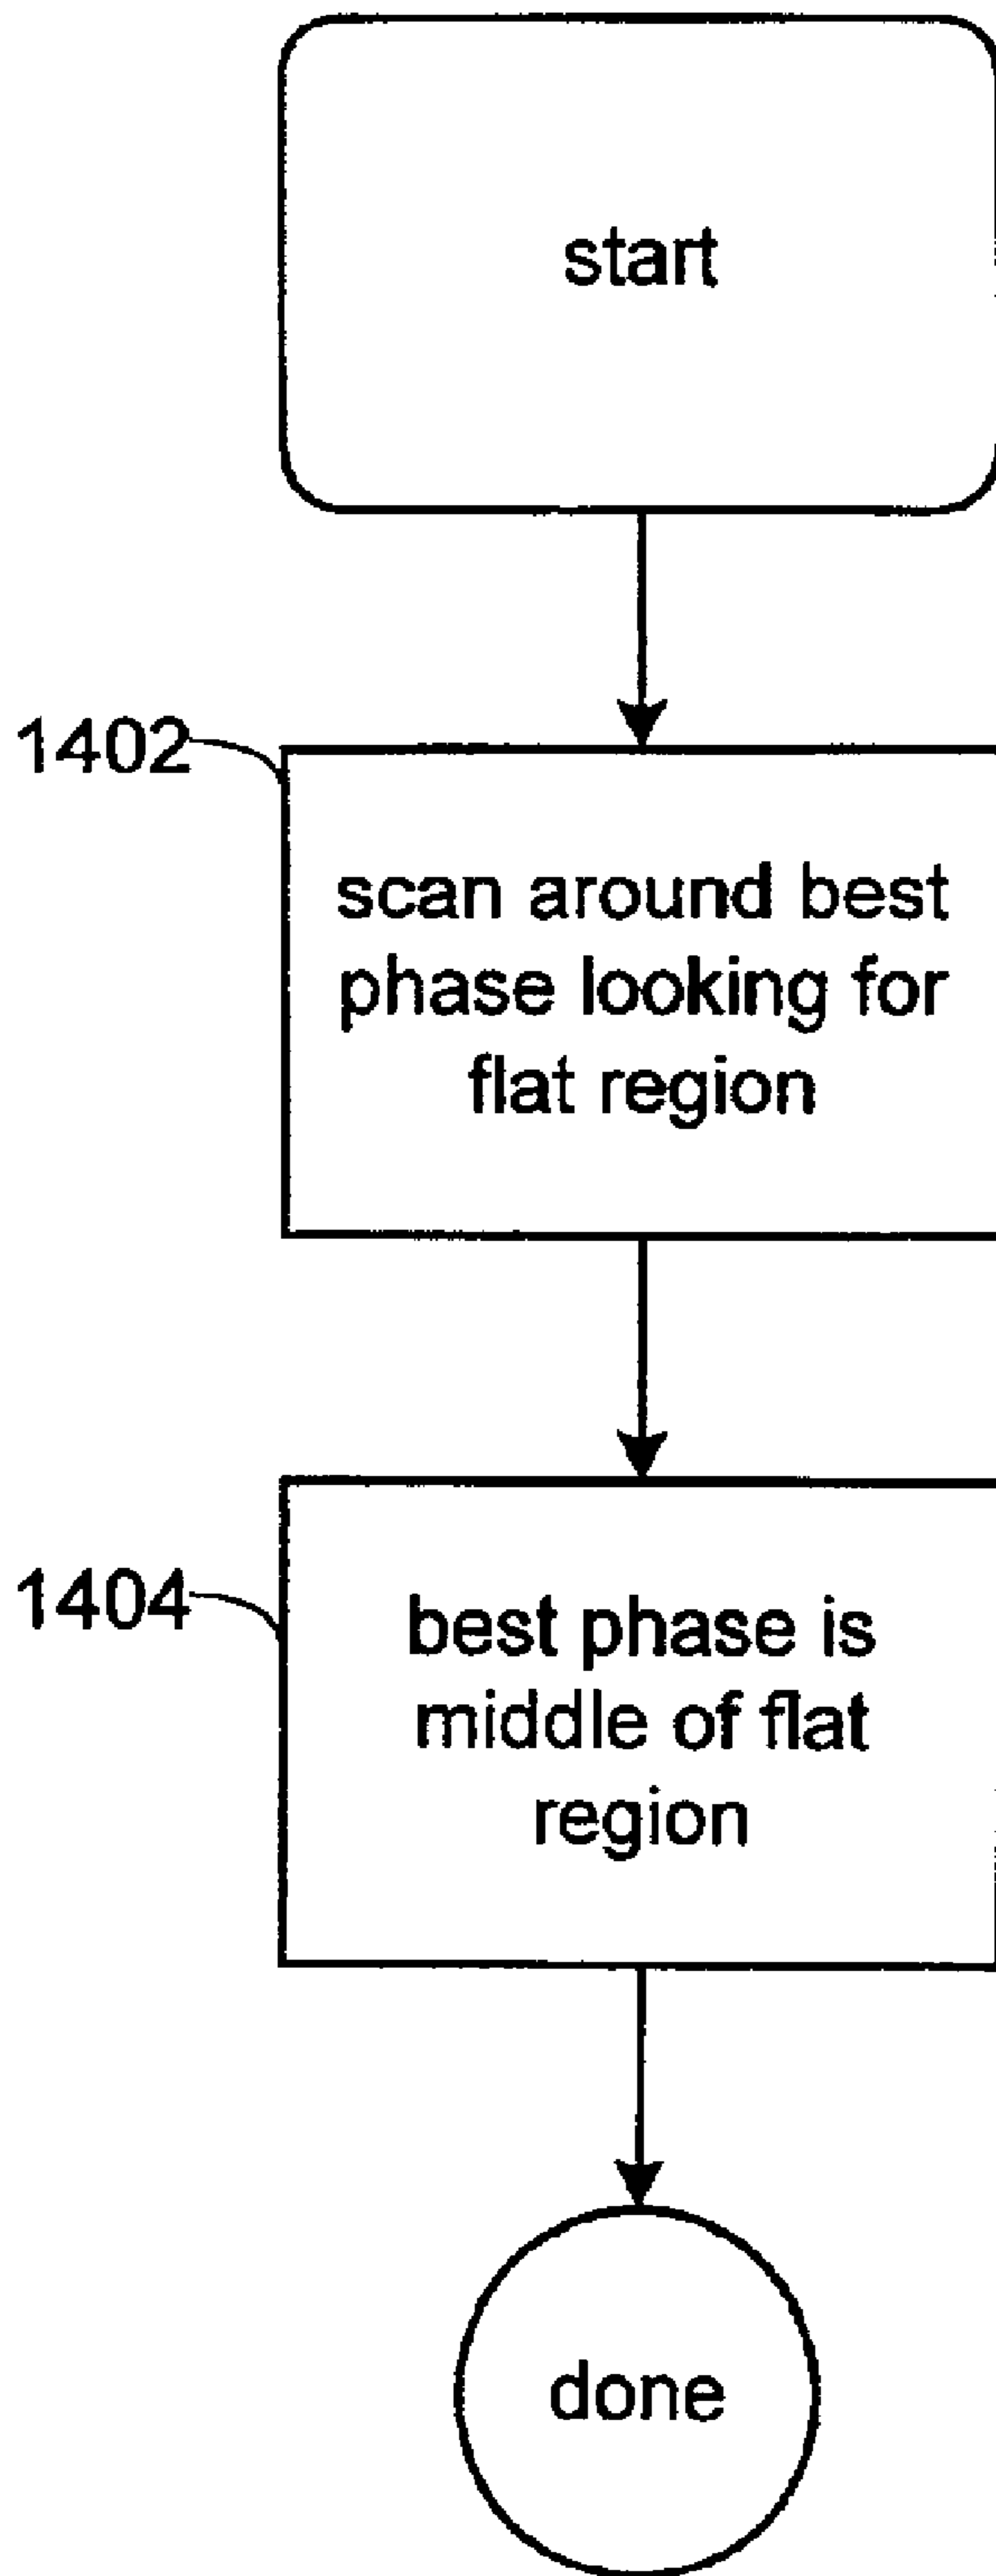 start
1402
scan around best
phase looking for
flat region
1404
best phase is
middle of flat
region
done